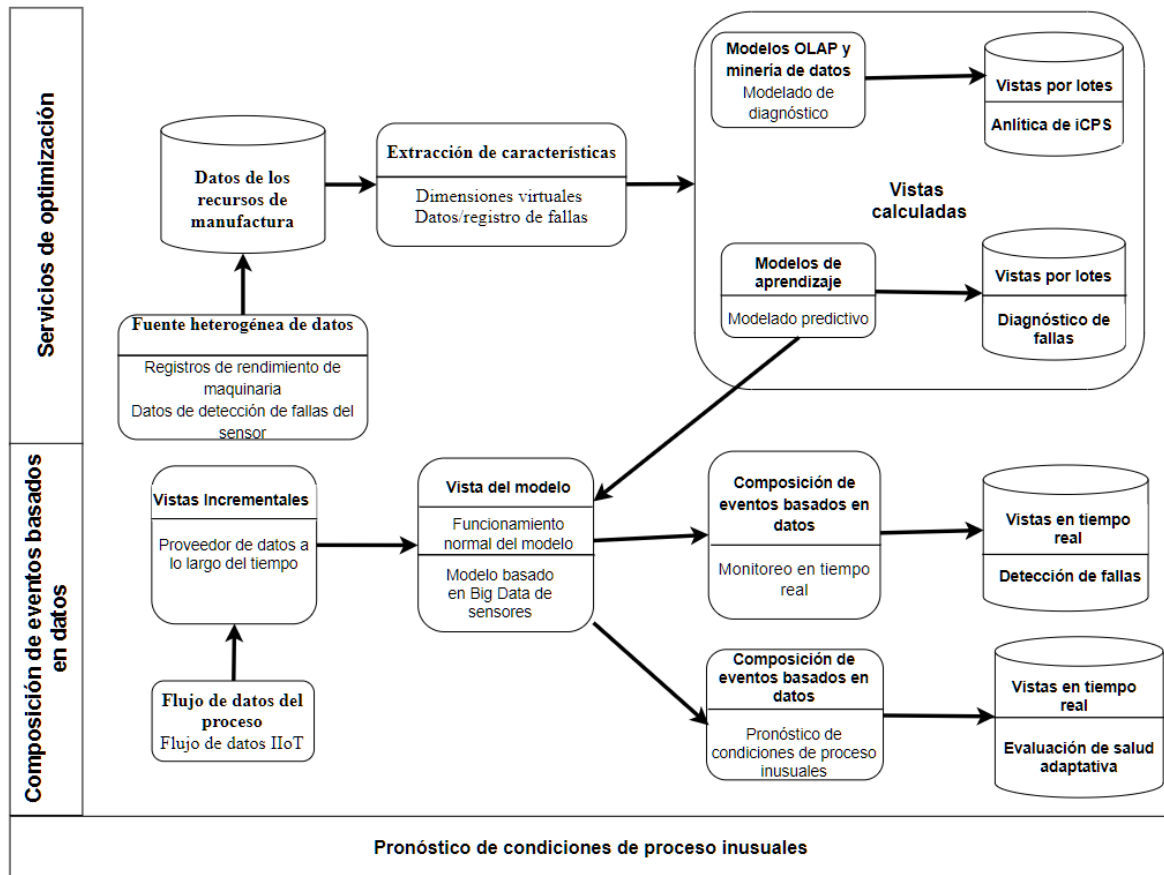 Servicios de optimización
Modelos OLAP y
minería de datos
Modelado de
diagnóstico
Vistas por lotes
Anlítica de iCPS
Datos de los
recursos de
manufactura
Extracción de características
Dimensiones virtuales
Datos/registro de fallas
Vistas
calculadas
Modelos de
aprendizaje
Modelado predictivo
Vistas por lotes
Diagnóstico de
fallas
Fuente heterogénea de datos
Registros de rendimiento de
maquinaria
Datos de detección de fallas del
sensor
Composición de eventos basados
en datos
Vistas Incrementales
Proveedor de datos a
lo largo del tiempo
Vista del modelo
Funcionamiento
normal del modelo
Modelo basado
en Big Data de
sensores
Composición de
eventos basados en
datos
Monitoreo en tiempo
real
Vistas en tiempo
real
Detección de fallas
Flujo de datos del
proceso
Flujo de datos IIoT
Composición de
eventos basados en
datos
Pronóstico de
condiciones de proceso
inusuales
Vistas en tiempo
real
Evaluación de salud
adaptativa
Pronóstico de condiciones de proceso inusuales